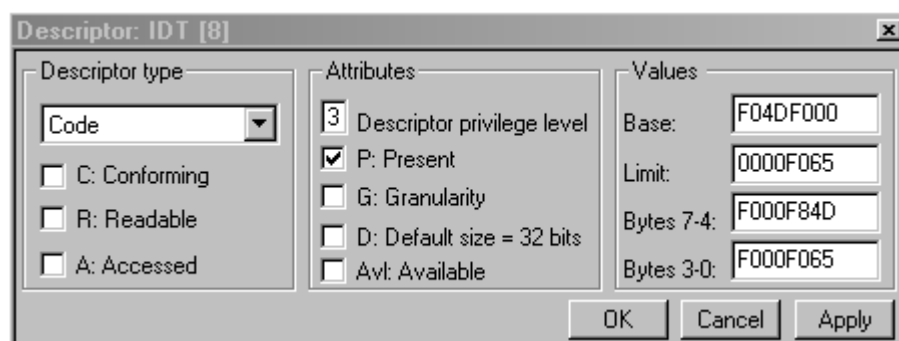 Descriptor: IDT [8]
Descriptor type
Code
C: Conforming
R: Readable
A: Accessed
Attributes
3 Descriptor privilege level
P: Present
G: Granularity
D: Default size = 32 bits
Avl: Available
Values
Base: F04DF000
Limit: 0000F065
Bytes 7-4: F000F84D
Bytes 3-0: F000F065
OK Cancel Apply